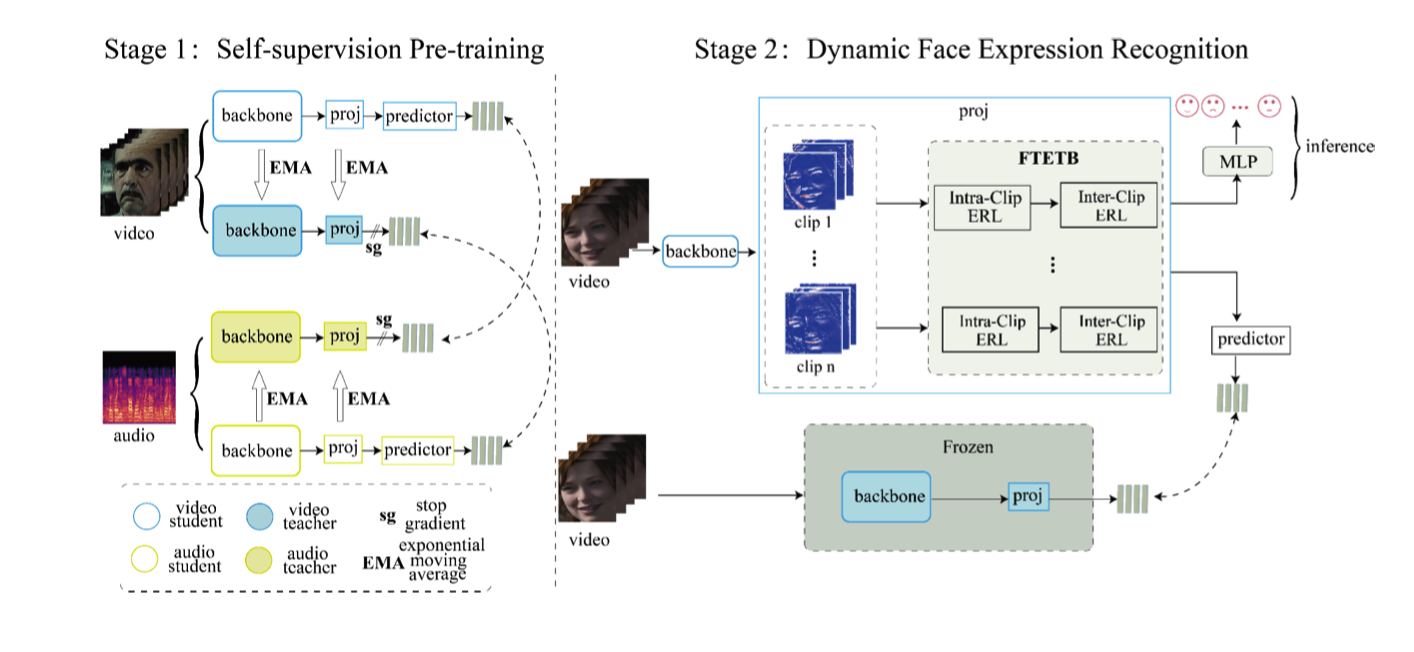 Stage 1: Self-supervision Pre-training
backbone
proj
predictor
EMA
EMA
video
backbone
proj
sg
backbone
proj
sg
EMA
EMA
audio
backbone
proj
predictor
video
student
video
teacher
sg
stop
gradient
audio
student
audio
teacher
EMA
exponential
moving
average
Stage 2: Dynamic Face Expression Recognition
proj
clip 1
⋮
clip n
FTETB
Intra-Clip
ERL
Inter-Clip
ERL
⋮
Intra-Clip
ERL
Inter-Clip
ERL
video
backbone
...
MLP
inference
predictor
video
Frozen
backbone
proj